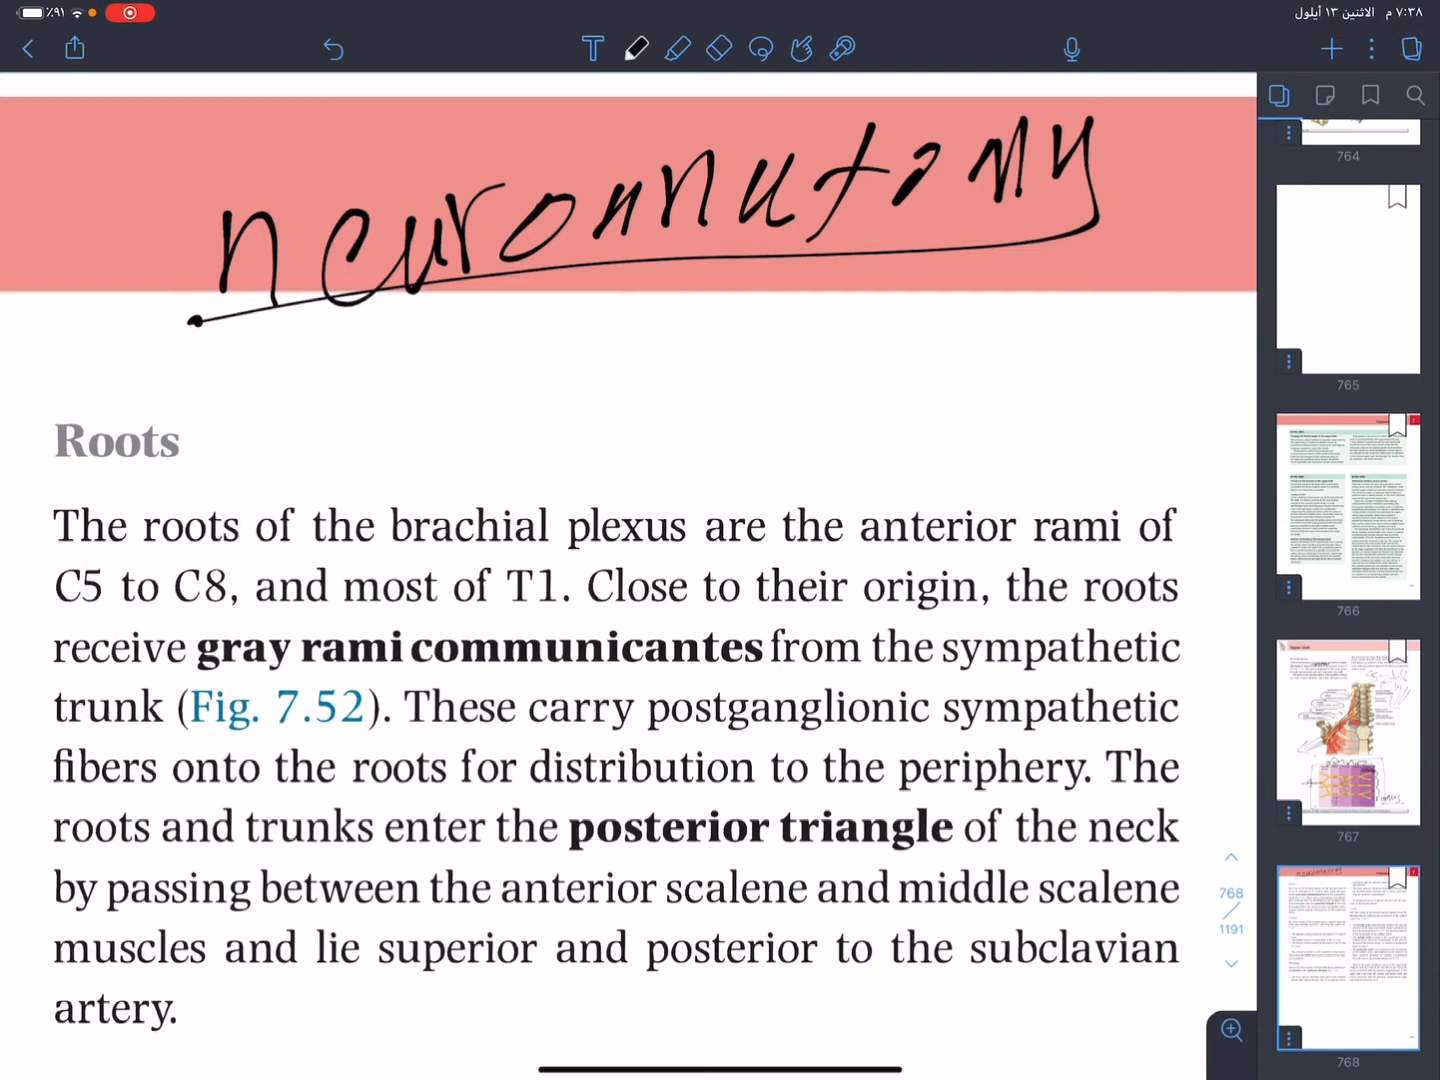 ٪٩١
٧:٣٨ م الاثنين ١٣ أيلول
neuroannutomy
764
765
766
767
768
768
1191
Roots
The roots of the brachial plexus are the anterior rami of
C5 to C8, and most of T1. Close to their origin, the roots
receive gray rami communicantes from the sympathetic
trunk (Fig. 7.52). These carry postganglionic sympathetic
fibers onto the roots for distribution to the periphery. The
roots and trunks enter the posterior triangle of the neck
by passing between the anterior scalene and middle scalene
muscles and lie superior and posterior to the subclavian
artery.